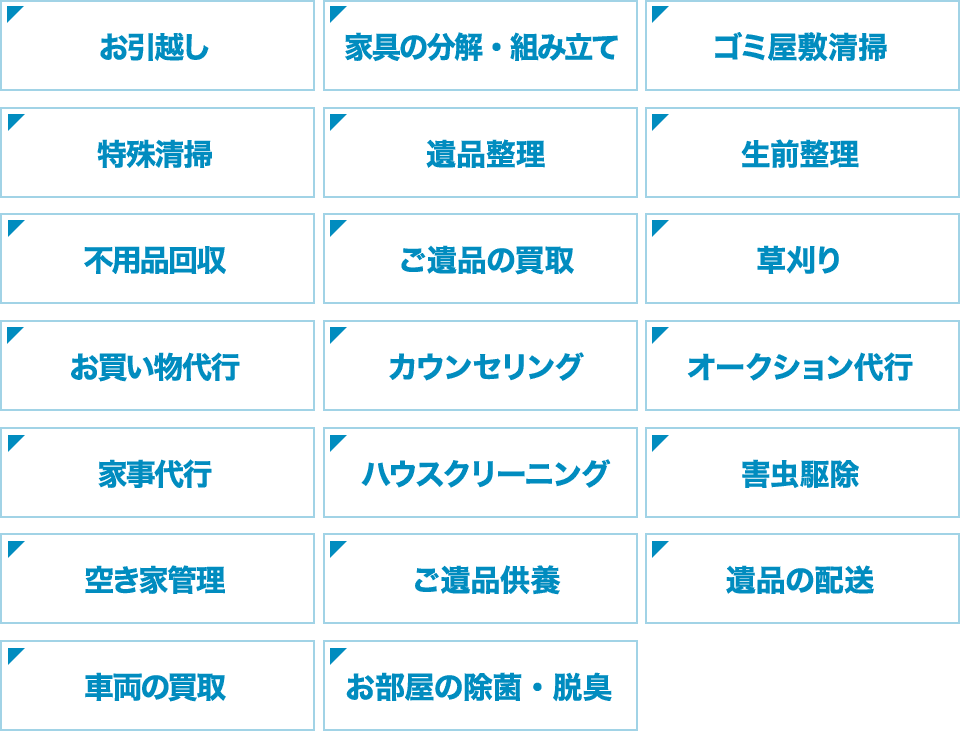 お引越し
家具の分解・組み立て
ゴミ屋敷清掃
特殊清掃
遺品整理
生前整理
不用品回収
ご遺品の買取
草刈り
お買い物代行
カウンセリング
オークション代行
家事代行
ハウスクリーニング
害虫駆除
空き家管理
ご遺品供養
遺品の配送
車両の買取
お部屋の除菌・脱臭